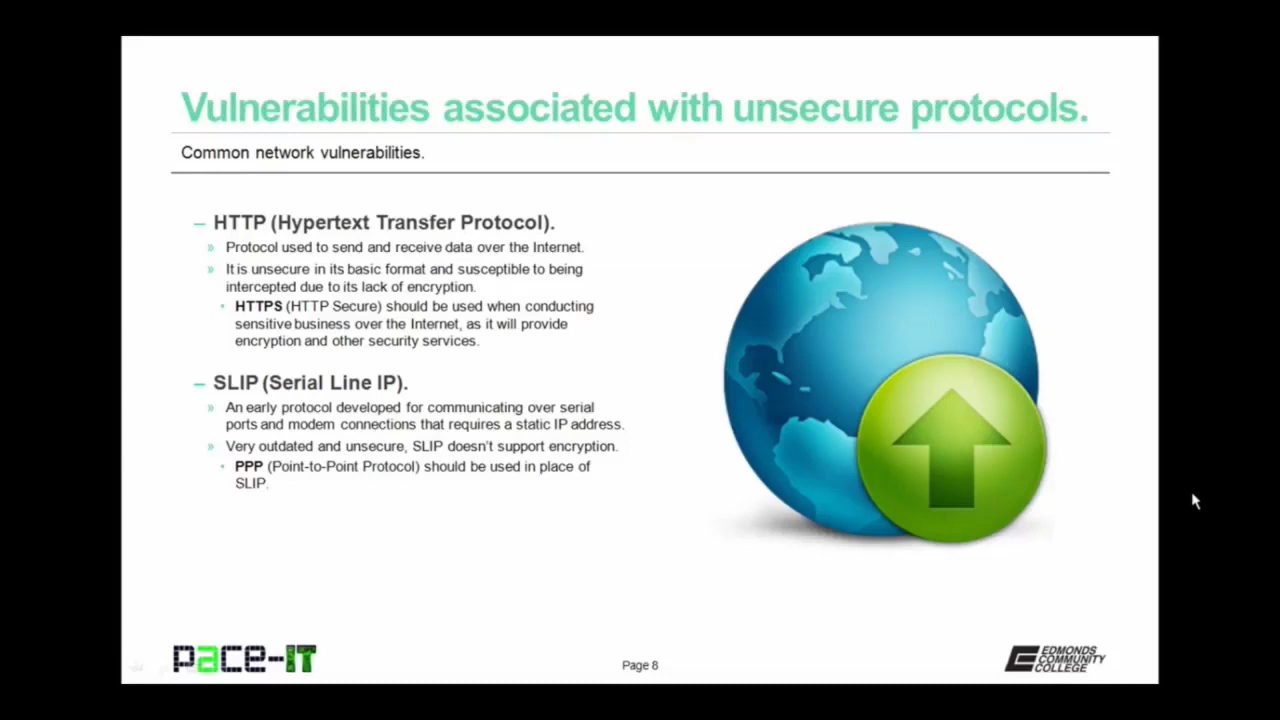 Vulnerabilities associated with unsecure protocols.
Common network vulnerabilities.
– HTTP (Hypertext Transfer Protocol).
» Protocol used to send and receive data over the Internet.
» It is unsecure in its basic format and susceptible to being
intercepted due to its lack of encryption.
• HTTPS (HTTP Secure) should be used when conducting
sensitive business over the Internet, as it will provide
encryption and other security services.
– SLIP (Serial Line IP).
» An early protocol developed for communicating over serial
ports and modem connections that requires a static IP address.
» Very outdated and unsecure, SLIP doesn't support encryption.
• PPP (Point-to-Point Protocol) should be used in place of
SLIP.
pace-IT
Page 8
EDMONDS
COMMUNITY
COLLEGE